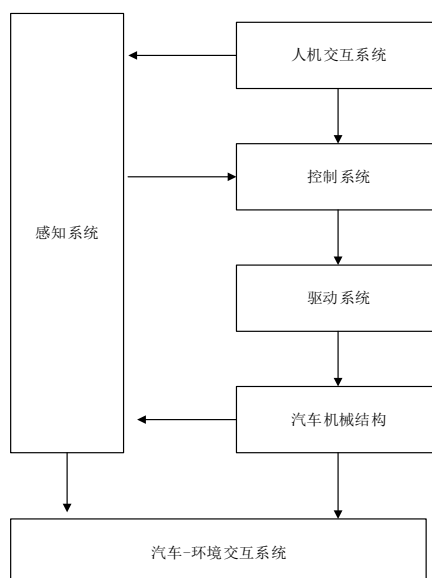 人机交互系统
控制系统
感知系统
驱动系统
汽车机械结构
汽车-环境交互系统